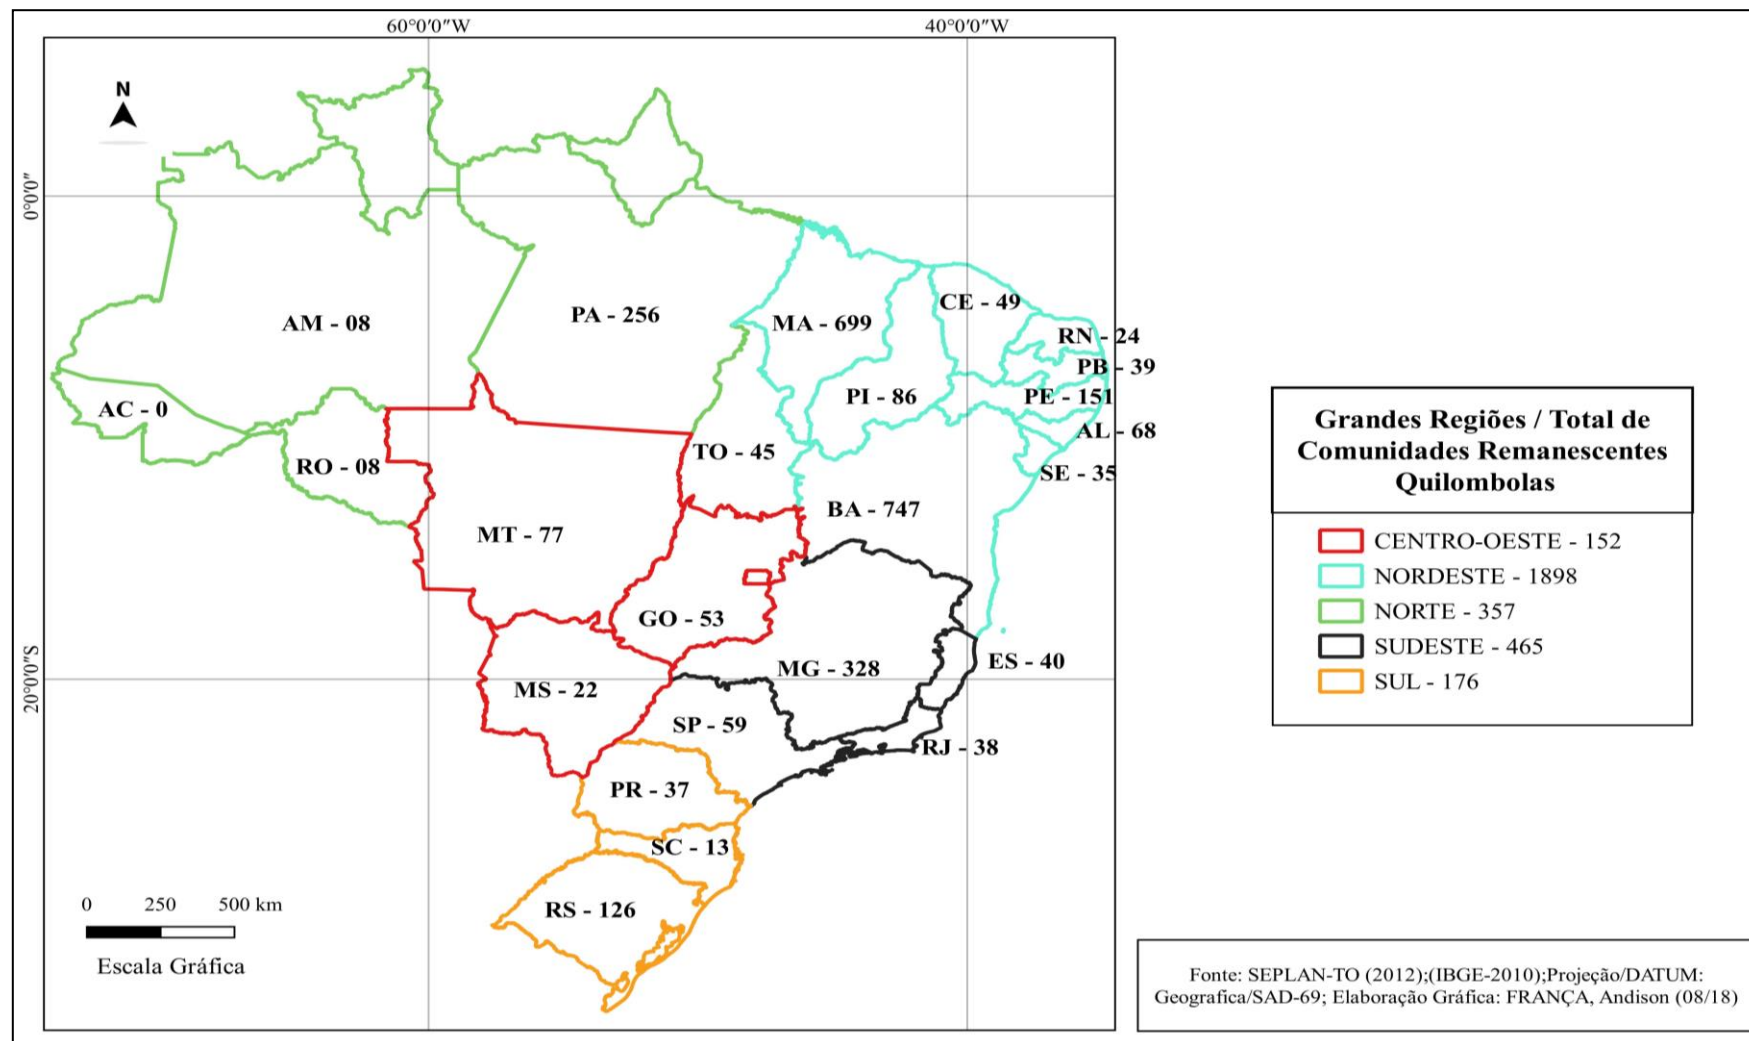 60°0'0"W
40°0'0"W
N
0°0'0"
20°0'0"S
AM - 08
PA - 256
MA - 699
CE - 49
RN - 24
PB - 39
PI - 86
PE - 151
AC - 0
AL - 68
RO - 08
TO - 45
SE - 35
MT - 77
BA - 747
GO - 53
MS - 22
MG - 328
ES - 40
SP - 59
RJ - 38
PR - 37
SC - 13
RS - 126
0 250 500 km
Escala Gráfica
Grandes Regiões / Total de
Comunidades Remanescentes
Quilombolas
CENTRO-OESTE - 152
NORDESTE - 1898
NORTE - 357
SUDESTE - 465
SUL - 176
Fonte: SEPLAN-TO (2012);(IBGE-2010);Projeção/DATUM:
Geografica/SAD-69; Elaboração Gráfica: FRANÇA, Andison (08/18)